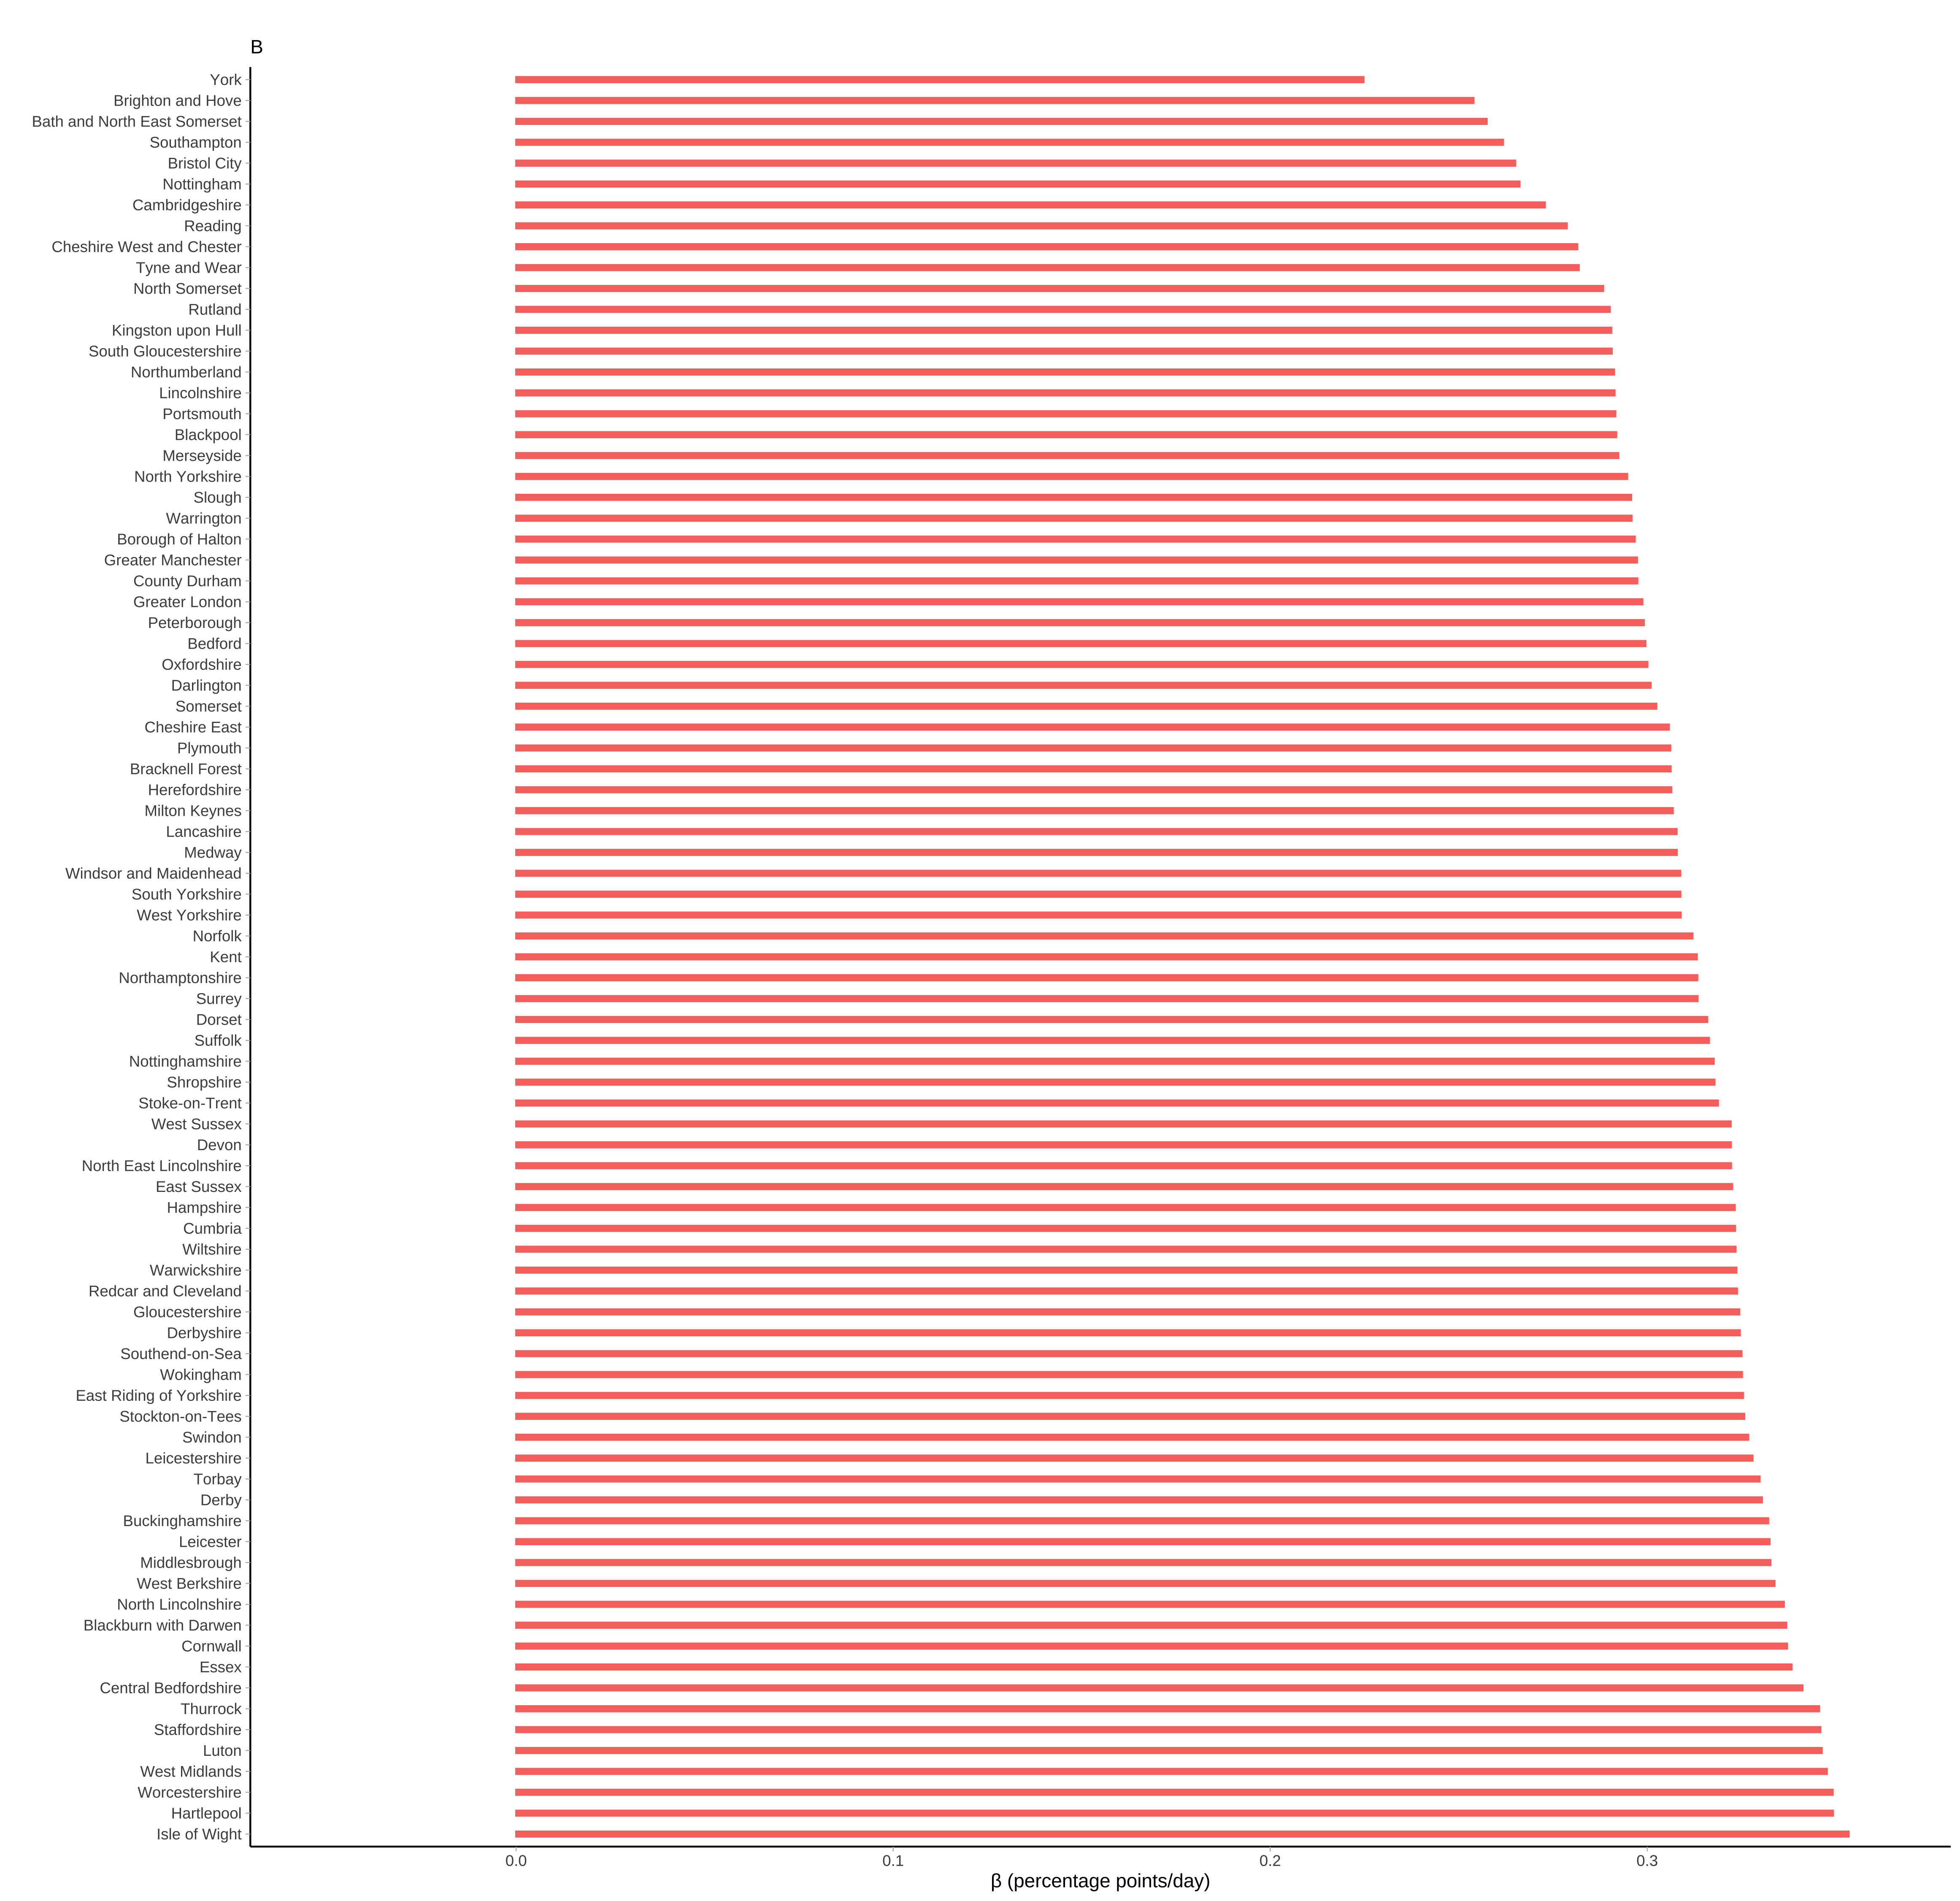 B
York
Brighton and Hove
Bath and North East Somerset
Southampton
Bristol City
Nottingham
Cambridgeshire
Reading
Cheshire West and Chester
Tyne and Wear
North Somerset
Rutland
Kingston upon Hull
South Gloucestershire
Northumberland
Lincolnshire
Portsmouth
Blackpool
Merseyside
North Yorkshire
Slough
Warrington
Borough of Halton
Greater Manchester
County Durham
Greater London
Peterborough
Bedford
Oxfordshire
Darlington
Somerset
Cheshire East
Plymouth
Bracknell Forest
Herefordshire
Milton Keynes
Lancashire
Medway
Windsor and Maidenhead
South Yorkshire
West Yorkshire
Norfolk
Kent
Northamptonshire
Surrey
Dorset
Suffolk
Nottinghamshire
Shropshire
Stoke-on-Trent
West Sussex
Devon
North East Lincolnshire
East Sussex
Hampshire
Cumbria
Wiltshire
Warwickshire
Redcar and Cleveland
Gloucestershire
Derbyshire
Southend-on-Sea
Wokingham
East Riding of Yorkshire
Stockton-on-Tees
Swindon
Leicestershire
Torbay
Derby
Buckinghamshire
Leicester
Middlesbrough
West Berkshire
North Lincolnshire
Blackburn with Darwen
Cornwall
Essex
Central Bedfordshire
Thurrock
Staffordshire
Luton
West Midlands
Worcestershire
Hartlepool
Isle of Wight
0.0 0.1 0.2 0.3
β (percentage points/day)